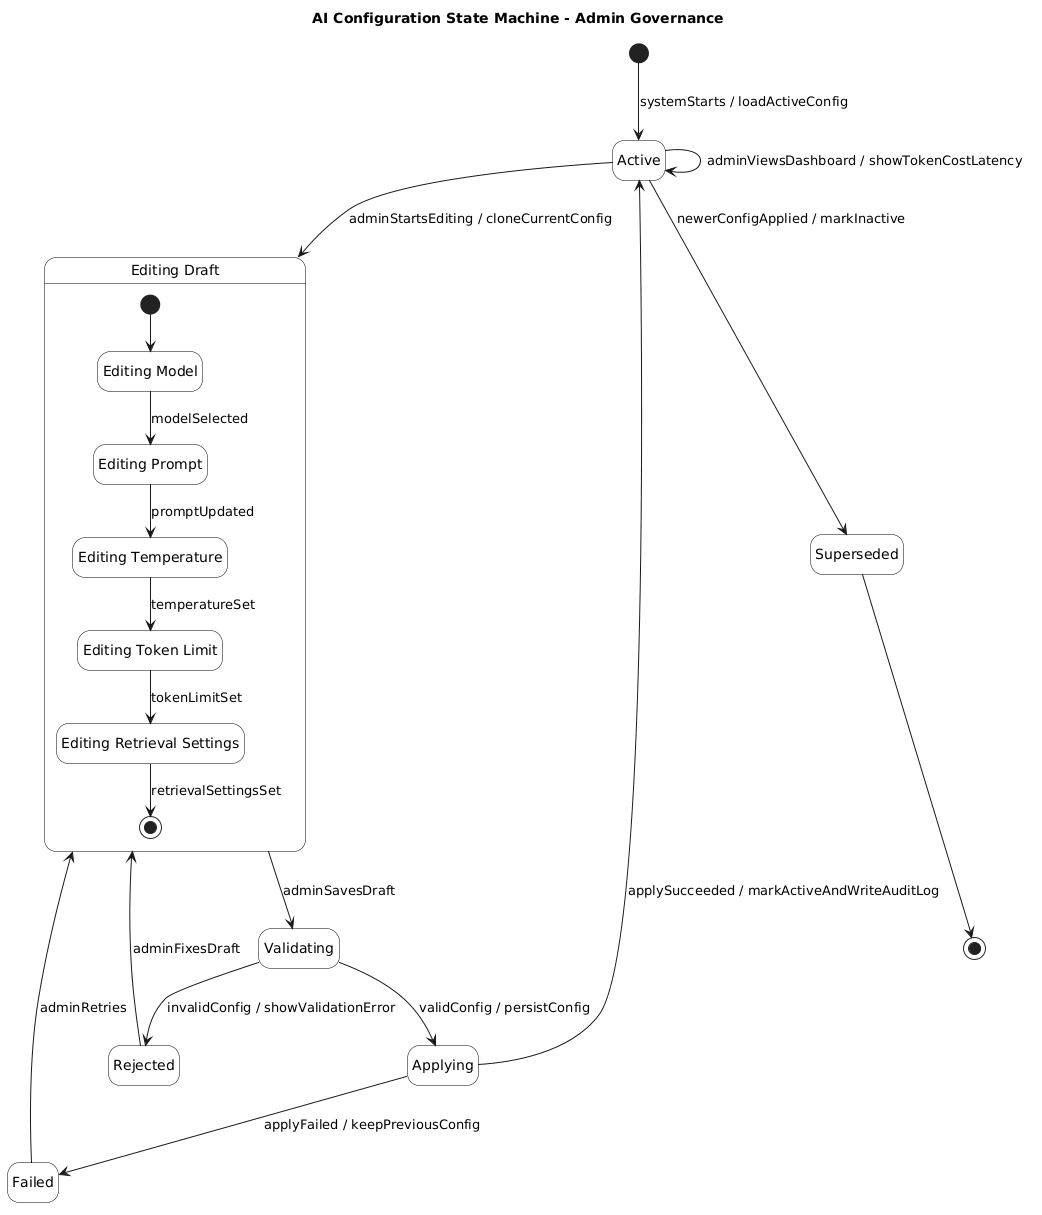 AI Configuration State Machine - Admin Governance
systemStarts / loadActiveConfig
Active
adminViewsDashboard / showTokenCostLatency
adminStartsEditing / cloneCurrentConfig
newerConfigApplied / markInactive
Editing Draft
Editing Model
modelSelected
Editing Prompt
promptUpdated
Editing Temperature
Superseded
temperatureSet
Editing Token Limit
tokenLimitSet
Editing Retrieval Settings
retrievalSettingsSet
adminSavesDraft
applySucceeded / markActiveAndWriteAuditLog
adminFixesDraft
Validating
adminRetries
invalidConfig / showValidationError
validConfig / persistConfig
Rejected
Applying
applyFailed / keepPreviousConfig
Failed